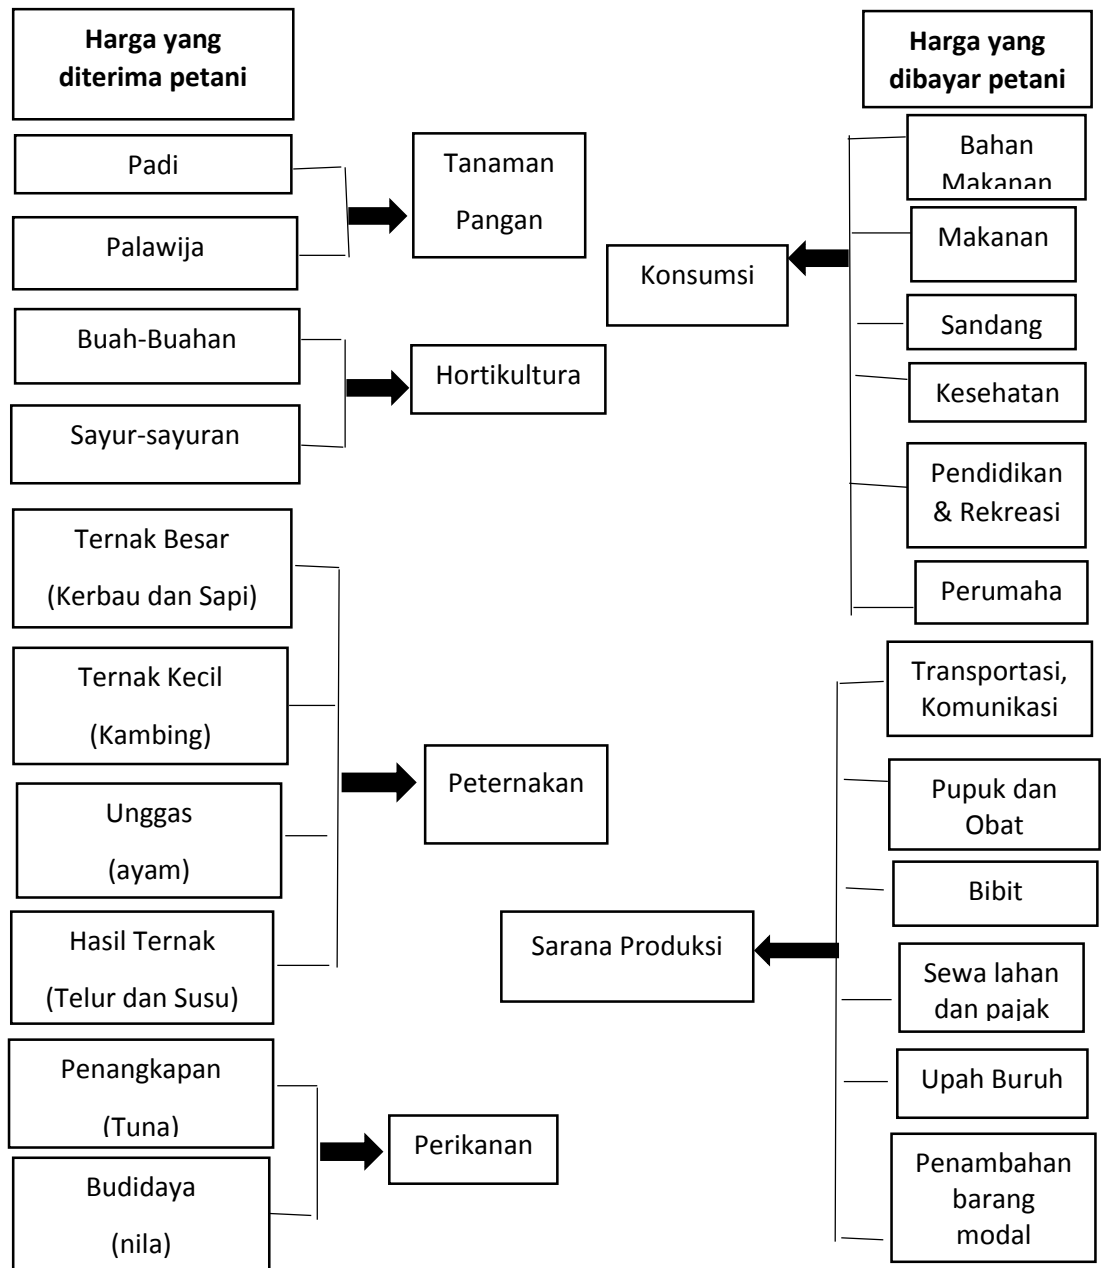 Harga yang
diterima petani
Padi
Palawija
Buah-Buahan
Sayur-sayuran
Ternak Besar
(Kerbau dan Sapi)
Ternak Kecil
(Kambing)
Unggas
(ayam)
Hasil Ternak
(Telur dan Susu)
Penangkapan
(Tuna)
Budidaya
(nila)
Tanaman
Pangan
Hortikultura
Peternakan
Perikanan
Konsumsi
Sarana Produksi
Harga yang
dibayar petani
Bahan
Makanan
Makanan
Sandang
Kesehatan
Pendidikan
& Rekreasi
Perumaha
Transportasi,
Komunikasi
Pupuk dan
Obat
Bibit
Sewa lahan
dan pajak
Upah Buruh
Penambahan
barang
modal